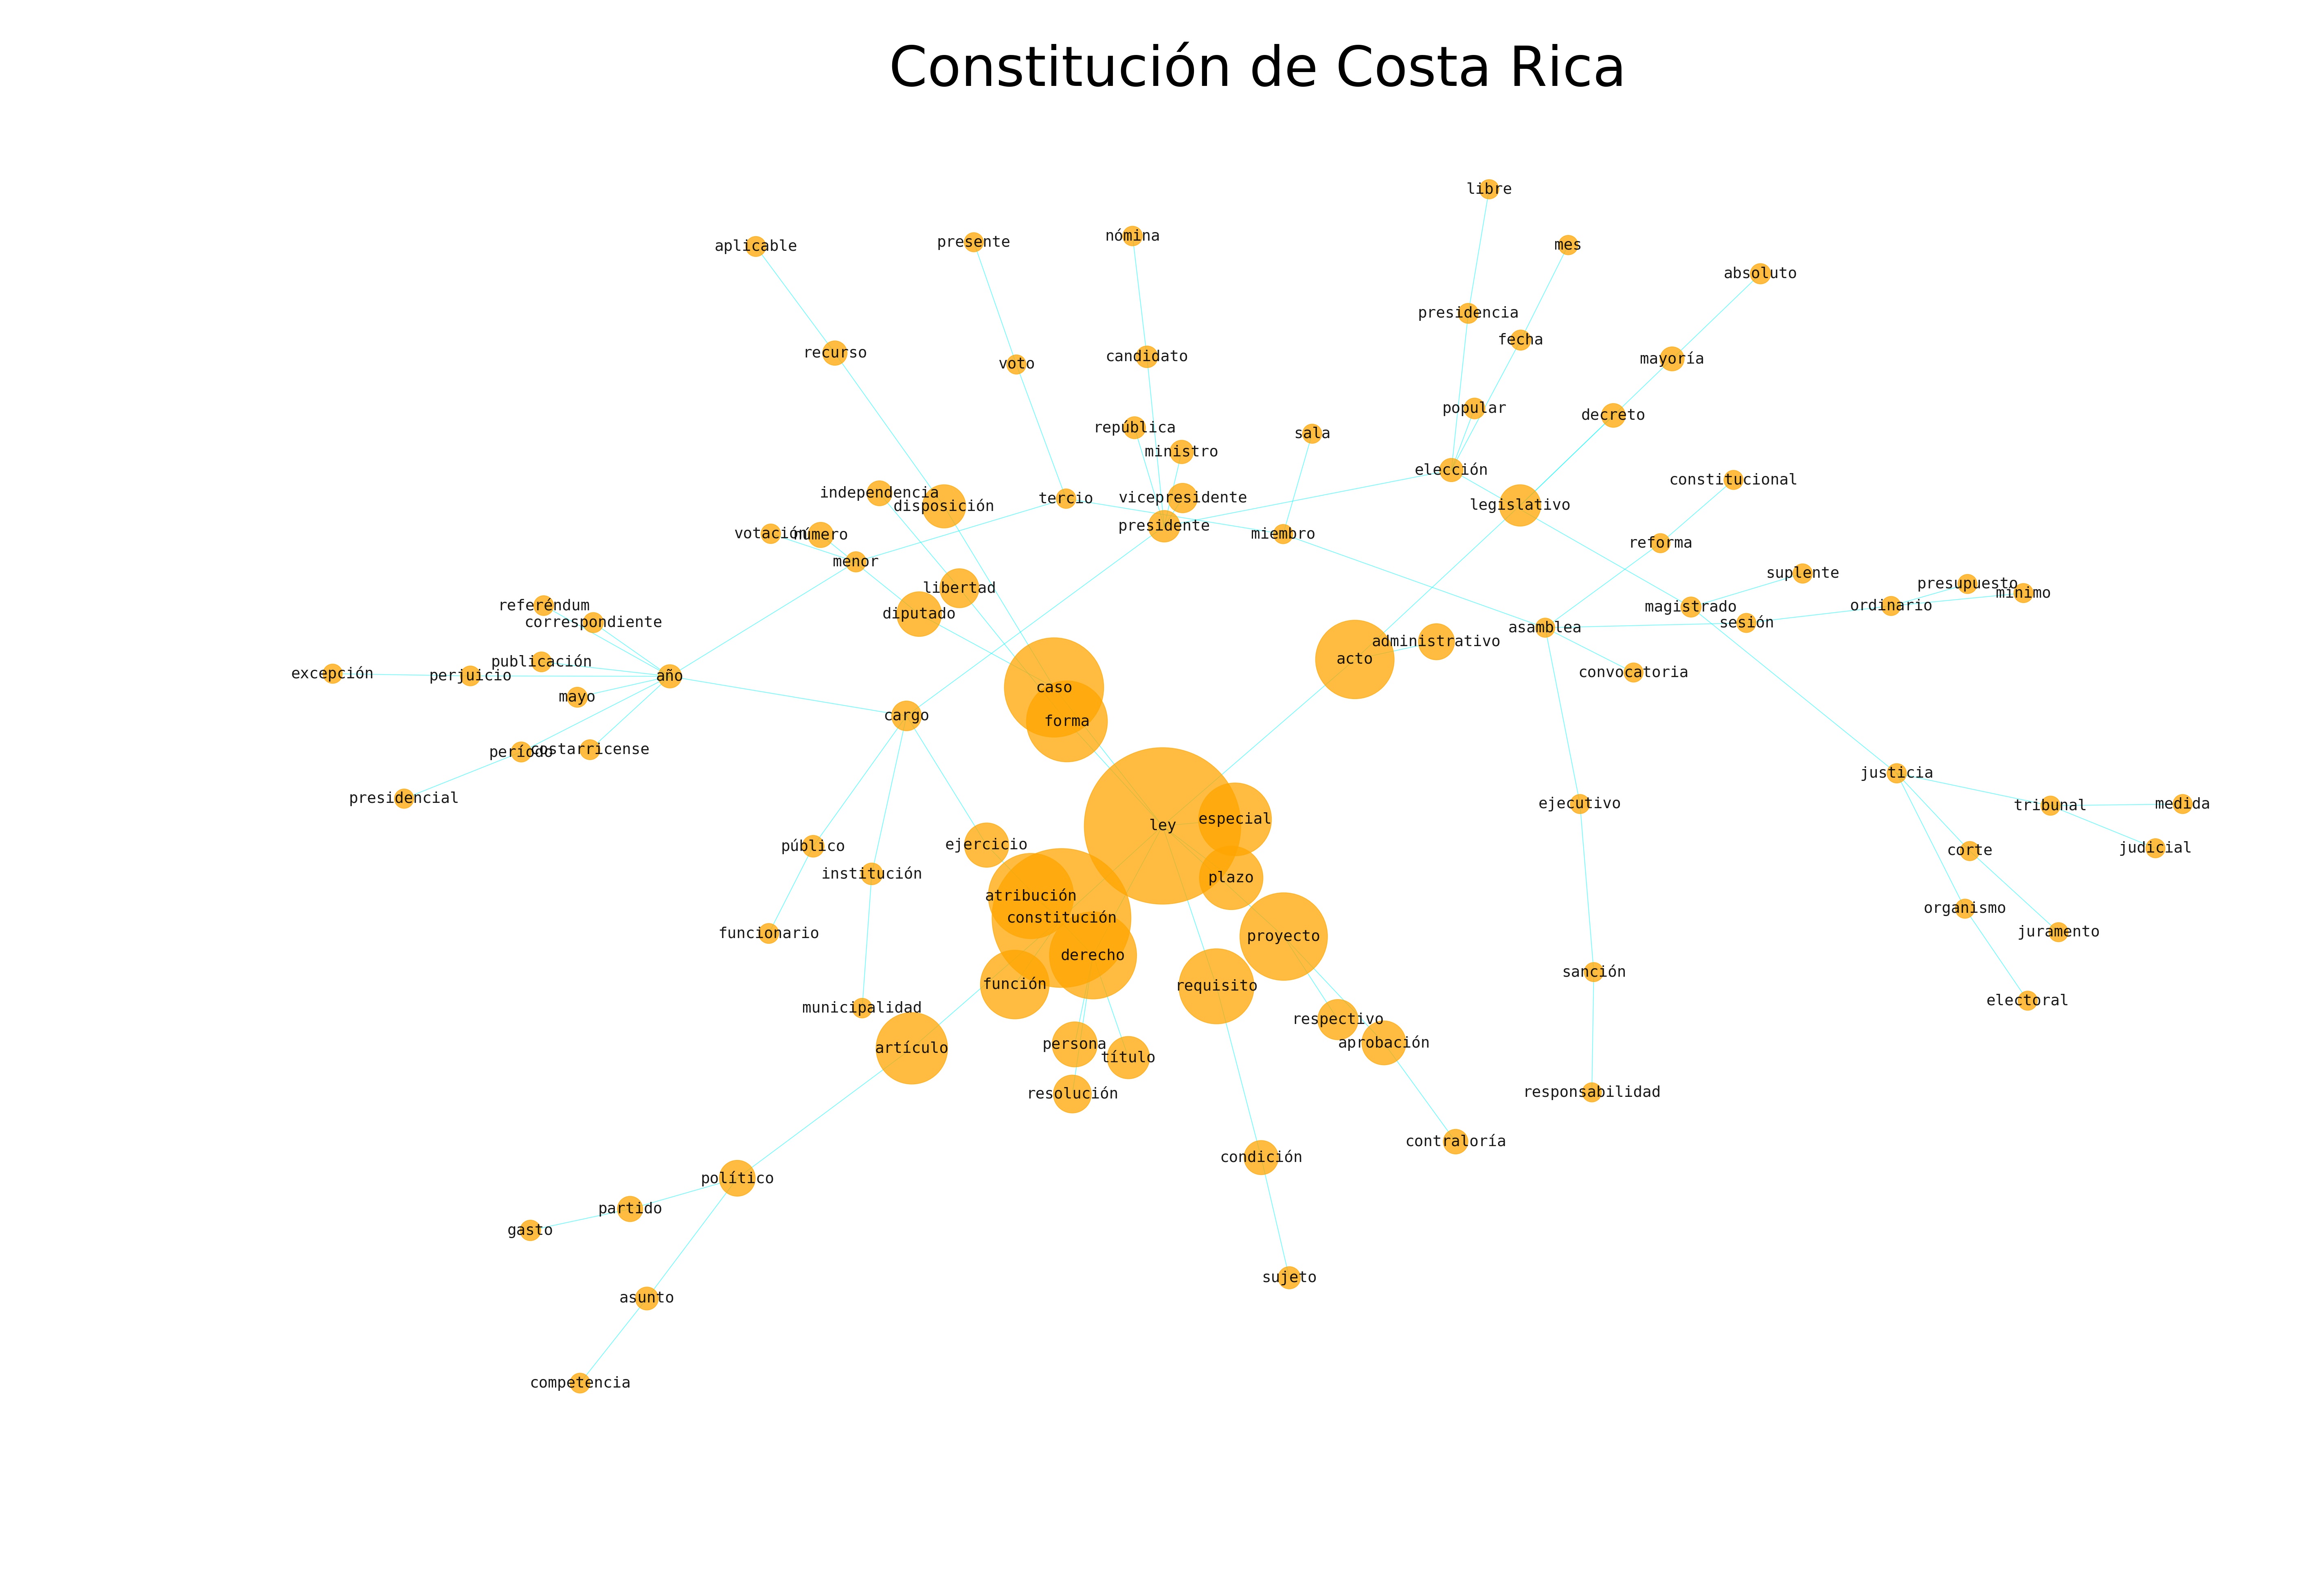 Constitución de Costa Rica
libre
nómina
presente
mes
aplicable
absoluto
presidencia
fecha
recurso
candidato
mayoría
voto
popular
decreto
república
sala
ministro
elección
constitucional
independencia
vicepresidente
tercio
disposición
legislativo
presidente
votación
número
miembro
reforma
menor
suplente
presupuesto
libertad
mínimo
referéndum
magistrado
ordinario
diputado
correspondiente
sesión
asamblea
administrativo
acto
publicación
excepción
perjuicio
año
convocatoria
caso
mayo
cargo
forma
período
costarricense
justicia
presidencial
ejecutivo
tribunal
medida
especial
ley
ejercicio
público
judicial
corte
institución
plazo
atribución
organismo
constitución
funcionario
juramento
proyecto
derecho
sanción
función
requisito
electoral
municipalidad
respectivo
aprobación
persona
artículo
título
responsabilidad
resolución
contraloría
condición
político
partido
gasto
sujeto
asunto
competencia